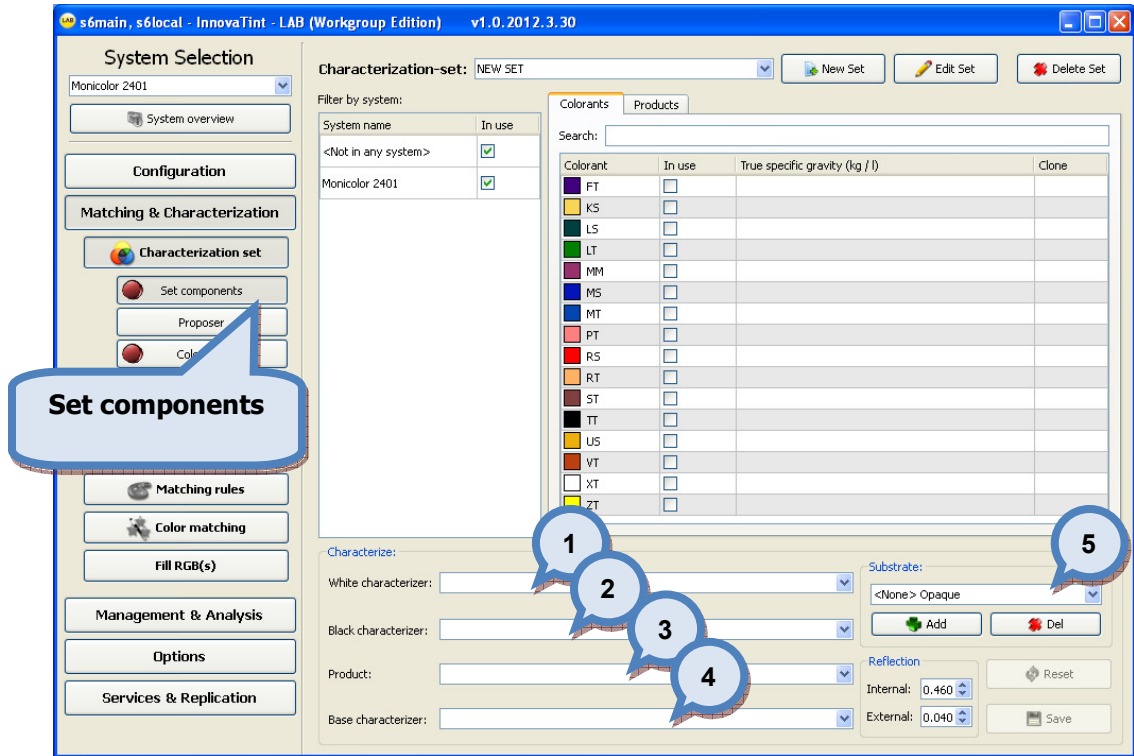 s6main, s6local - InnovaTint - LAB (Workgroup Edition) v1.0.2012.3.30
System Selection
Monicolor 2401
System overview
Configuration
Matching & Characterization
Characterization set
Set components
Proposer
Set components
Matching rules
Color matching
Fill RGB(s)
Management & Analysis
Options
Services & Replication
Characterization-set: NEW SET
New Set
Edit Set
Delete Set
Filter by system:
System name In use
<Not in any system>
Monicolor 2401
Colorants Products
Search:
Colorant In use True specific gravity (kg / l) Clone
FT
KS
LS
LT
MM
MS
MT
PT
RS
RT
ST
TT
US
VT
XT
ZT
Characterize:
White characterizer:
Black characterizer:
Product:
Base characterizer:
1
2
3
4
5
Substrate:
<None> Opaque
Add
Del
Reflection
Internal: 0.460
External: 0.040
Reset
Save